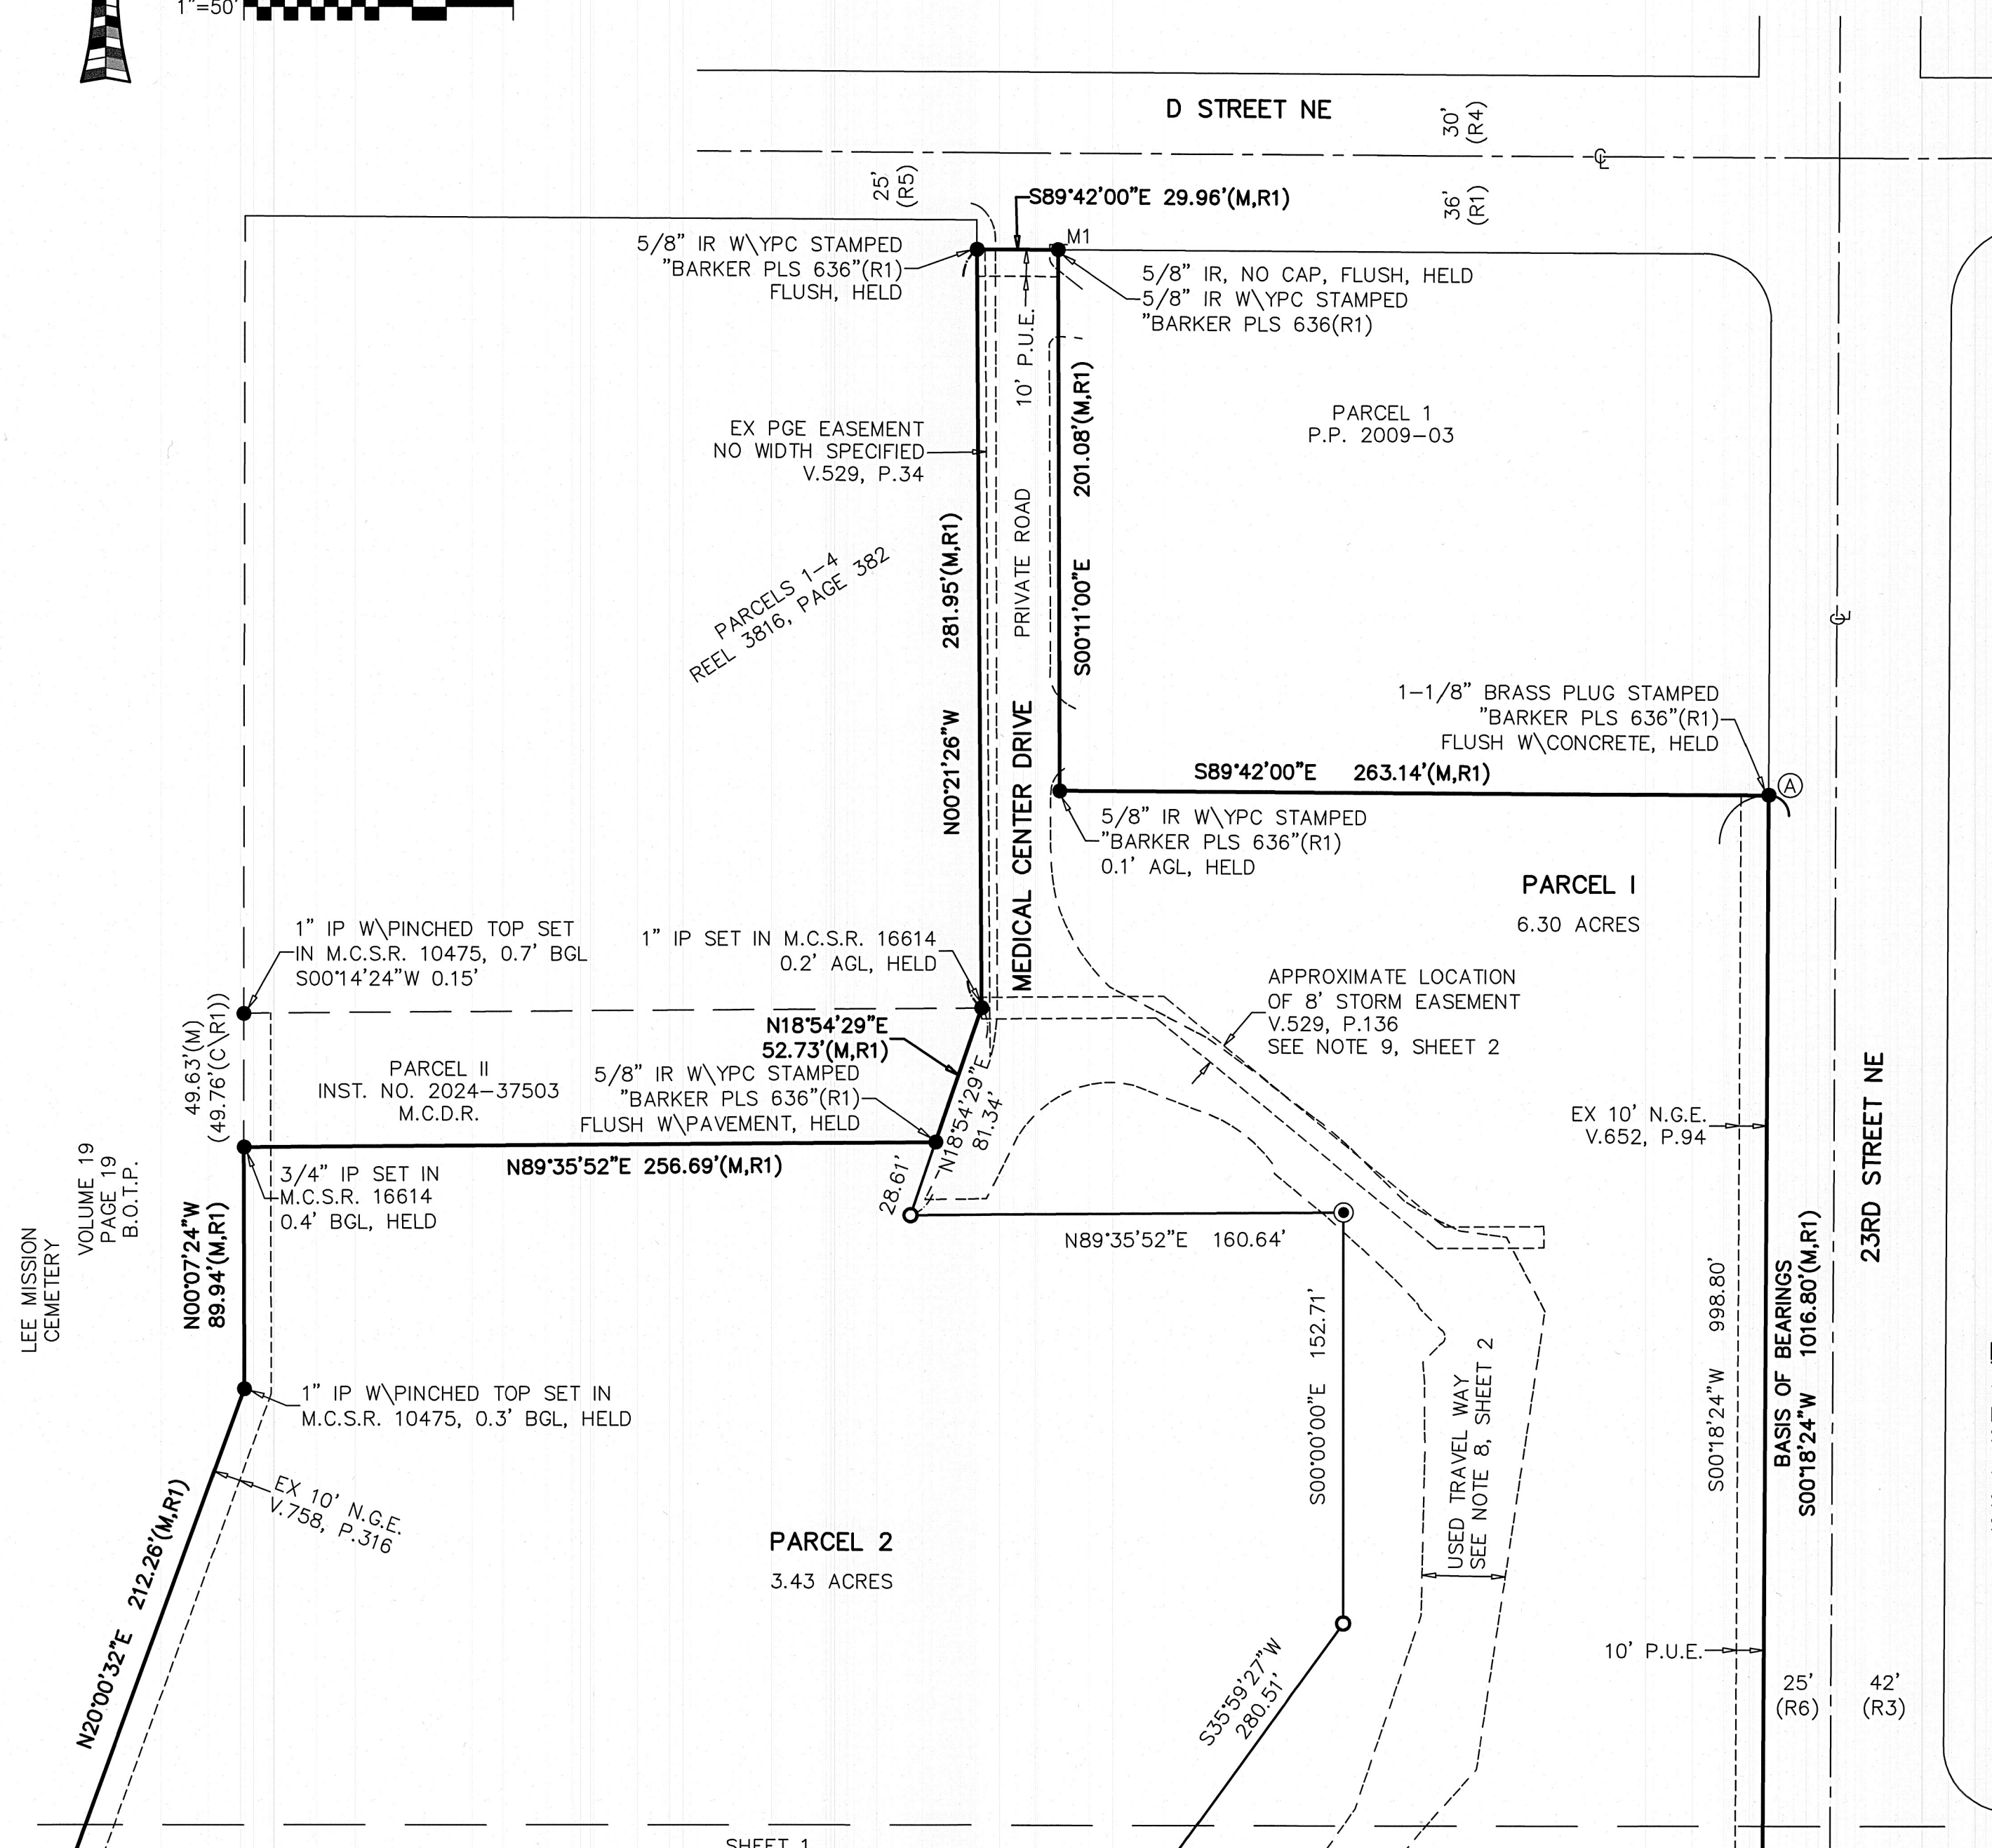 1"=50'
D STREET NE
30'
(R4)
25'
(R5)
36'
(R1)
S89°42'00"E 29.96'(M,R1)
M1
5/8" IR W\YPC STAMPED
"BARKER PLS 636"(R1)
FLUSH, HELD
5/8" IR, NO CAP, FLUSH, HELD
5/8" IR W\YPC STAMPED
"BARKER PLS 636(R1)
10' P.U.E.
201.08'(M,R1)
S00°11'00"E
PARCEL 1
P.P. 2009-03
EX PGE EASEMENT
NO WIDTH SPECIFIED
V.529, P.34
PARCELS 1-4
REEL 3816, PAGE 382
281.95'(M,R1)
N00°21'26"W
PRIVATE ROAD
MEDICAL CENTER DRIVE
1-1/8" BRASS PLUG STAMPED
"BARKER PLS 636"(R1)
FLUSH W\CONCRETE, HELD
S89°42'00"E 263.14'(M,R1)
A
5/8" IR W\YPC STAMPED
"BARKER PLS 636"(R1)
0.1' AGL, HELD
PARCEL I
6.30 ACRES
1" IP W\PINCHED TOP SET
IN M.C.S.R. 10475, 0.7' BGL
S00°14'24"W 0.15'
1" IP SET IN M.C.S.R. 16614
0.2' AGL, HELD
APPROXIMATE LOCATION
OF 8' STORM EASEMENT
V.529, P.136
SEE NOTE 9, SHEET 2
49.63'(M)
(49.76'(C\R1))
N18°54'29"E
52.73'(M,R1)
PARCEL II
INST. NO. 2024-37503
M.C.D.R.
5/8" IR W\YPC STAMPED
"BARKER PLS 636"(R1)
FLUSH W\PAVEMENT, HELD
N18°54'29"E
81.34'
28.61'
EX 10' N.G.E.
V.652, P.94
23RD STREET NE
N89°35'52"E 256.69'(M,R1)
3/4" IP SET IN
M.C.S.R. 16614
0.4' BGL, HELD
LEE MISSION
CEMETERY
VOLUME 19
PAGE 19
B.O.T.P.
N00°07'24"W
89.94'(M,R1)
N89°35'52"E 160.64'
S00°00'00"E 152.71'
USED TRAVEL WAY
SEE NOTE 8, SHEET 2
S00°18'24"W 998.80'
BASIS OF BEARINGS
S00°18'24"W 1016.80'(M,R1)
1" IP W\PINCHED TOP SET IN
M.C.S.R. 10475, 0.3' BGL, HELD
EX 10' N.G.E.
V.758, P.316
N20°00'32"E 212.26'(M,R1)
PARCEL 2
3.43 ACRES
S35°59'27"W
280.51'
10' P.U.E.
25'
(R6)
42'
(R3)
SHEET 1